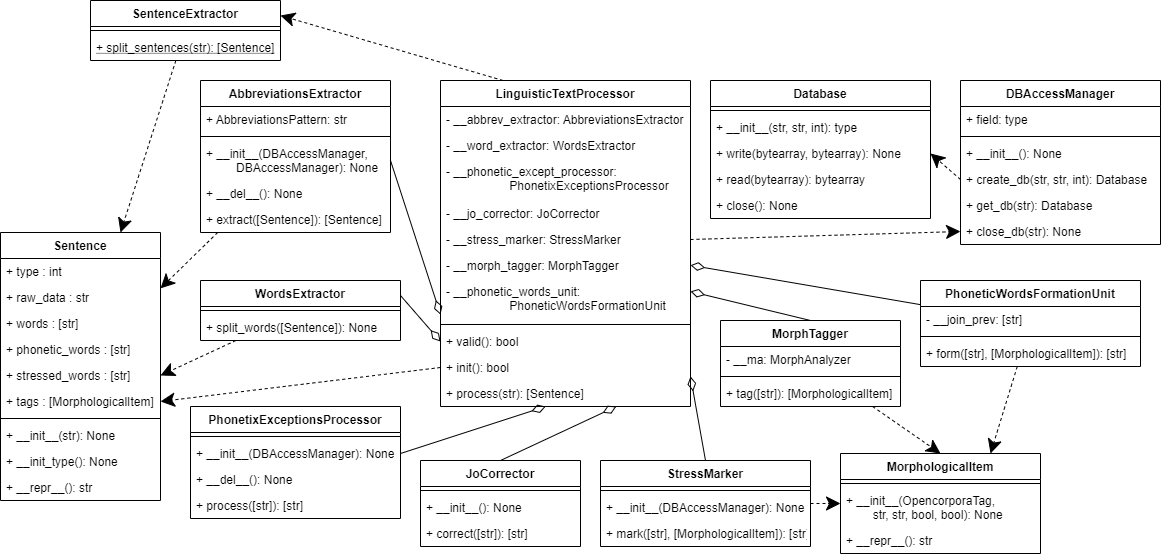 SentenceExtractor
+ split_sentences(str): [Sentence]
AbbreviationsExtractor
+ AbbreviationsPattern: str
+ __init__(DBAccessManager,
DBAccessManager): None
+ __del__(): None
+ extract([Sentence]): [Sentence]
LinguisticTextProcessor
- __abbrev_extractor: AbbreviationsExtractor
- __word_extractor: WordsExtractor
- __phonetic_except_processor:
PhonetixExceptionsProcessor
- __jo_corrector: JoCorrector
- __stress_marker: StressMarker
- __morph_tagger: MorphTagger
- __phonetic_words_unit:
PhoneticWordsFormationUnit
+ valid(): bool
+ init(): bool
+ process(str): [Sentence]
Database
+ __init__(str, str, int): type
+ write(bytearray, bytearray): None
+ read(bytearray): bytearray
+ close(): None
DBAccessManager
+ field: type
+ __init__(): None
+ create_db(str, str, int): Database
+ get_db(str): Database
+ close_db(str): None
Sentence
+ type : int
+ raw_data : str
+ words : [str]
+ phonetic_words : [str]
+ stressed_words : [str]
+ tags : [MorphologicalItem]
+ __init__(str): None
+ __init_type(): None
+ __repr__(): str
WordsExtractor
+ split_words([Sentence]): None
PhoneticWordsFormationUnit
- __join_prev: [str]
+ form([str], [MorphologicalItem]): [str]
MorphTagger
- __ma: MorphAnalyzer
+ tag([str]): [MorphologicalItem]
PhonetixExceptionsProcessor
+ __init__(DBAccessManager): None
+ __del__(): None
+ process([str]): [str]
JoCorrector
+ __init__(): None
+ correct([str]): [str]
StressMarker
+ __init__(DBAccessManager): None
+ mark([str], [MorphologicalItem]): [str
MorphologicalItem
+ __init__(OpencorporaTag,
str, str, bool, bool): None
+ __repr__(): str